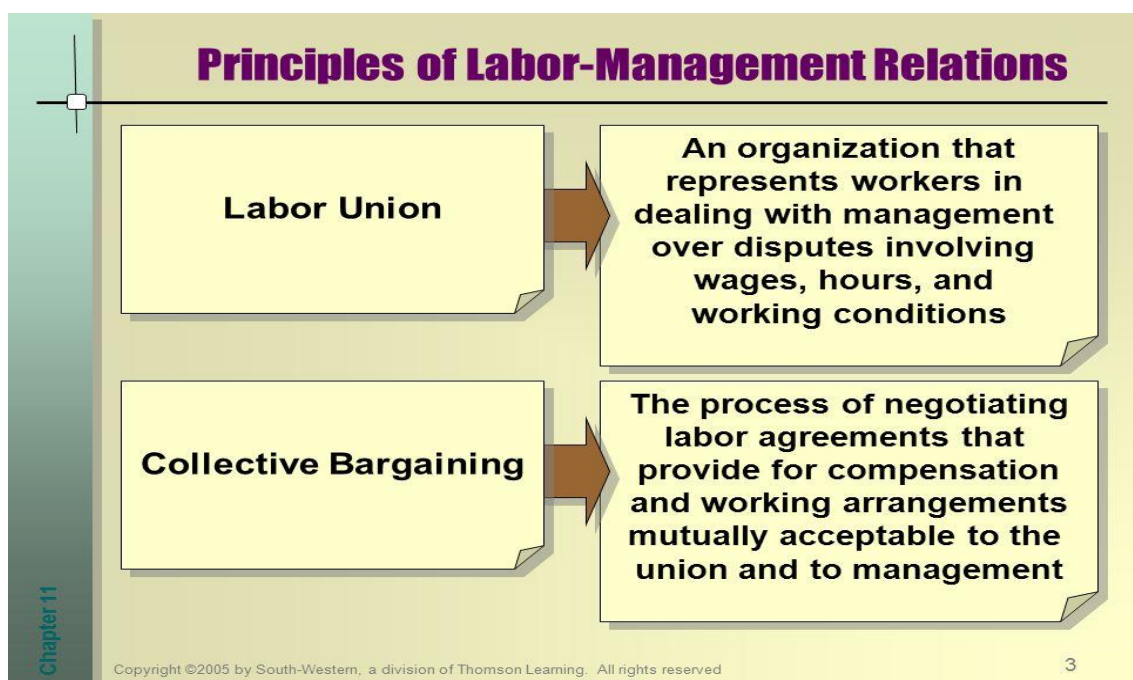 Principles of Labor-Management Relations
Labor Union
An organization that
represents workers in
dealing with management
over disputes involving
wages, hours, and
working conditions
Collective Bargaining
The process of negotiating
labor agreements that
provide for compensation
and working arrangements
mutually acceptable to the
union and to management
Chapter 11
Copyright ©2005 by South-Western, a division of Thomson Learning. All rights reserved
3